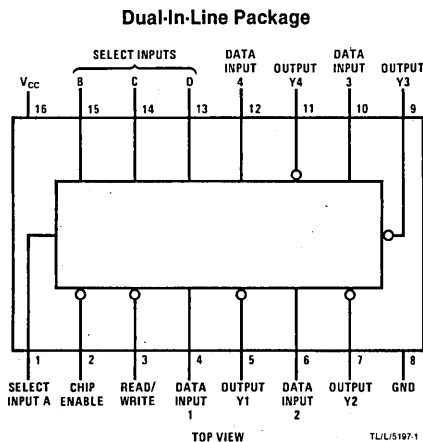 Dual-In-Line Package
SELECT INPUTS
DATA INPUT 4
OUTPUT Y4
DATA INPUT 3
OUTPUT Y3
VCC
B
C
D
16
15
14
13
12
11
10
9
1
2
3
4
5
6
7
8
SELECT INPUT A
CHIP ENABLE
READ/ WRITE
DATA INPUT 1
OUTPUT Y1
DATA INPUT 2
OUTPUT Y2
GND
TOP VIEW
TL/L/5197-1